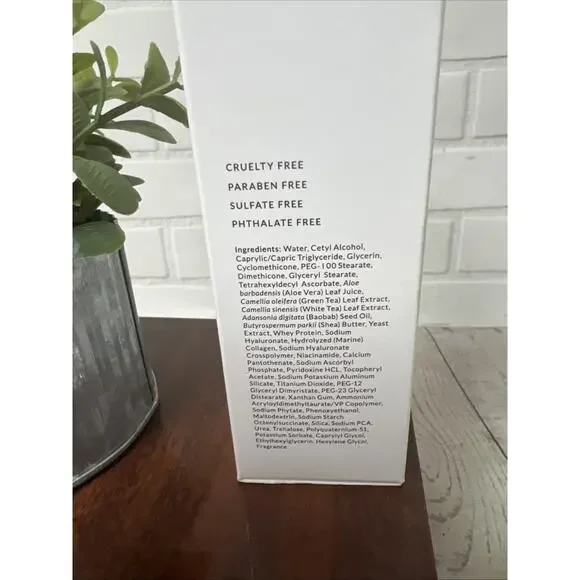 CRUELTY FREE
PARABEN FREE
SULFATE FREE
PHTHALATE FREE
Ingredients: Water, Cetyl Alcohol,
Caprylic/Capric Triglyceride, Glycerin,
Cyclomethicone, PEG-100 Stearate,
Dimethicone, Glyceryl Stearate,
Tetrahexyldecyl Ascorbate, Aloe
barbadensis (Aloe Vera) Leaf Juice,
Camellia oleifera (Green Tea) Leaf Extract,
Camellia sinensis (White Tea) Leaf Extract,
Adansonia digitata (Baobab) Seed Oil,
Butyrospermum parkii (Shea) Butter, Yeast
Extract, Whey Protein, Sodium
Hyaluronate, Hydrolyzed (Marine)
Collagen, Sodium Hyaluronate
Crosspolymer, Niacinamide, Calcium
Pantothenate, Sodium Ascorbyl
Phosphate, Pyridoxine HCL, Tocopheryl
Acetate, Sodium Potassium Aluminum
Silicate, Titanium Dioxide, PEG-12
Glyceryl Dimyristate, PEG-23 Glyceryl
Distearate, Xanthan Gum, Ammonium
Acryloyldimethyltaurate/VP Copolymer,
Sodium Phytate, Phenoxyethanol,
Maltodextrin, Sodium Starch
Octenylsuccinate, Silica, Sodium PCA,
Urea, Trehalose, Polyquaternium-51,
Potassium Sorbate, Caprylyl Glycol,
Ethylhexylglycerin, Hexylene Glycol,
Fragrance